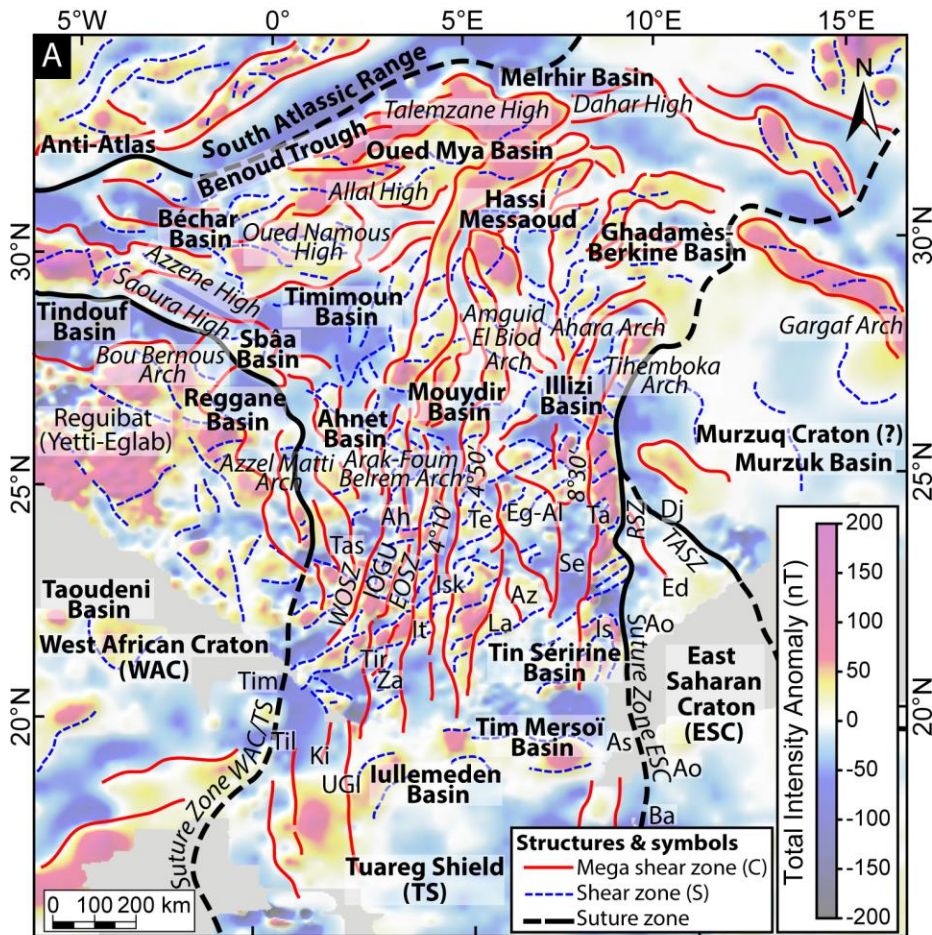 5°W 0° 5°E 10°E 15°E
A
N
South Atlassic Range
Melrhir Basin
Talemzane High
Dahar High
Anti-Atlas
Benoud Trough
Oued Mya Basin
Allal High
Hassi
Messaoud
Béchar
Basin
Oued Namous
High
Ghadamès-
Berkine Basin
30°N
30°N
Azzene High
Saoura High
Timimoun
Basin
Tindouf
Basin
Sbâa
Basin
Amguid
El Biod
Arch
Ahara Arch
Gargaf Arch
Bou Bernous
Arch
Tihemboka
Arch
Reggane
Basin
Mouydir
Basin
Illizi
Basin
Reguibat
(Yetti-Eglab)
Ahnet
Basin
Murzuq Craton (?)
Murzuk Basin
Azzel Matti
Arch
Arak-Foum
Belrem Arch
4°50'
8°30'
25°N
25°N
Ah
4°10'
Te
Eg-Al
Ta
RSZ
Dj
TASZ
Tas
WOSZ
IOGU
EOSZ
Isk
Se
Az
Ed
Taoudeni
Basin
It
La
Is
Ao
West African Craton
(WAC)
Tir
Za
Tin Séririne
Basin
Suture Zone ESC
East
Saharan
Craton
(ESC)
Tim
20°N
20°N
Til
Ki
Tim Mersoï
Basin
As
Ao
UGI
Iullemeden
Basin
Ba
Suture Zone WAC/TS
Tuareg Shield
(TS)
Total Intensity Anomaly (nT)
200
150
100
50
0
-50
-100
-150
-200
Structures & symbols
Mega shear zone (C)
Shear zone (S)
Suture zone
0 100 200 km